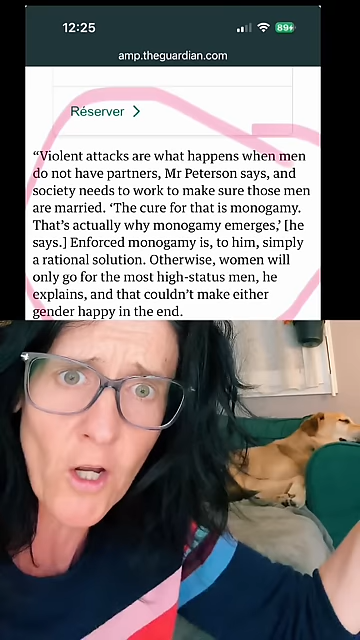 12:25
89
amp.theguardian.com
Réserver
“Violent attacks are what happens when men
do not have partners, Mr Peterson says, and
society needs to work to make sure those men
are married. ‘The cure for that is monogamy.
That’s actually why monogamy emerges,’ [he
says.] Enforced monogamy is, to him, simply
a rational solution. Otherwise, women will
only go for the most high-status men, he
explains, and that couldn’t make either
gender happy in the end.